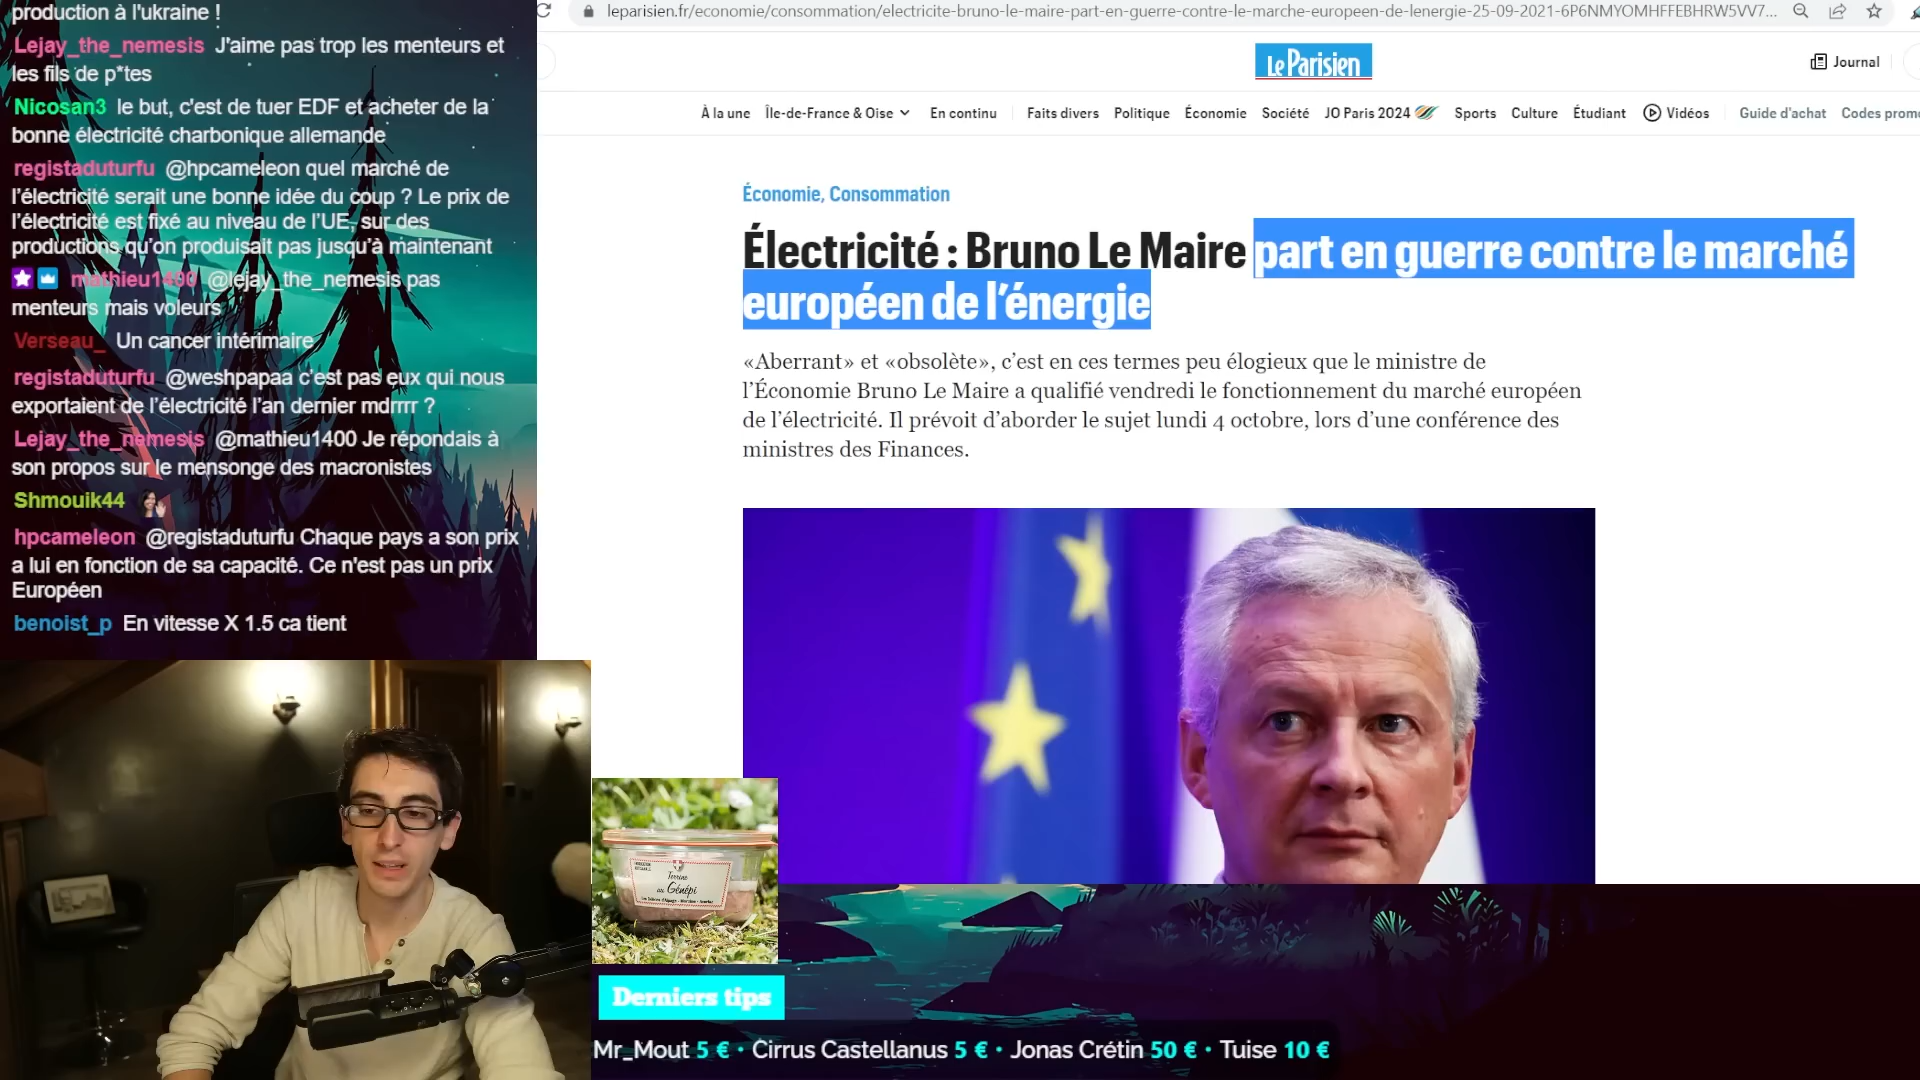 production à l'ukraine !
Lejay_the_nemesis J'aime pas trop les menteurs et
les fils de p*tes
Nicosan3 le but, c'est de tuer EDF et acheter de la
bonne électricité charbonique allemande
registaduturfu @hpcameleon quel marché de
l'électricité serait une bonne idée du coup ? Le prix de
l'électricité est fixé au niveau de l'UE, sur des
productions qu'on produisait pas jusqu'à maintenant
mathieu1400 @lejay_the_nemesis pas
menteurs mais voleurs
Verseau_ Un cancer intérimaire
registaduturfu @weshpapaa c'est pas eux qui nous
exportaient de l'électricité l'an dernier mdrrrr ?
Lejay_the_nemesis @mathieu1400 Je répondais à
son propos sur le mensonge des macronistes
Shmouik44
hpcameleon @registaduturfu Chaque pays a son prix
a lui en fonction de sa capacité. Ce n'est pas un prix
Européen
benoist_p En vitesse X 1.5 ca tient
leparisien.fr/economie/consommation/electricite-bruno-le-maire-part-en-guerre-contre-le-marche-europeen-de-lenergie-25-09-2021-6P6NMYOMHFFEBHRW5VV7...
Le Parisien
Journal
À la une Île-de-France & Oise En continu Faits divers Politique Économie Société JO Paris 2024 Sports Culture Étudiant Vidéos Guide d'achat Codes promo
Économie, Consommation
Électricité : Bruno Le Maire part en guerre contre le marché
européen de l'énergie
«Aberrant» et «obsolète», c'est en ces termes peu élogieux que le ministre de
l'Économie Bruno Le Maire a qualifié vendredi le fonctionnement du marché européen
de l'électricité. Il prévoit d'aborder le sujet lundi 4 octobre, lors d'une conférence des
ministres des Finances.
Terrine
au Génépi
Derniers tips
Mr_Mout 5 € • Cirrus Castellanus 5 € • Jonas Crétin 50 € • Tuise 10 €